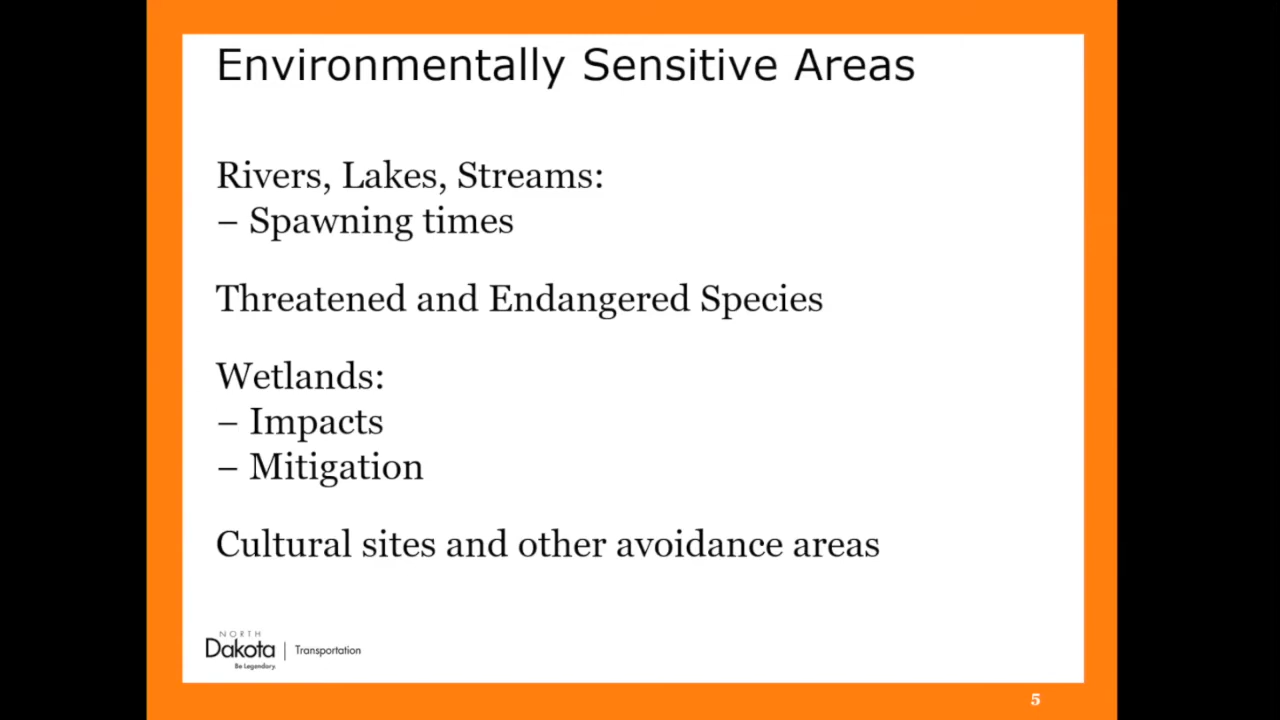 Environmentally Sensitive Areas
Rivers, Lakes, Streams:
– Spawning times
Threatened and Endangered Species
Wetlands:
– Impacts
– Mitigation
Cultural sites and other avoidance areas
NORTH
Dakota | Transportation
Be Legendary.
5